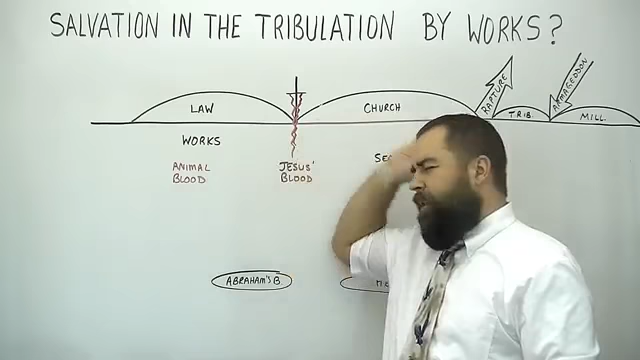 SALVATION IN THE TRIBULATION BY WORKS?
RAPTURE
ARMAGEDDON
LAW
CHURCH
TRIB.
MILL.
WORKS
ANIMAL
BLOOD
JESUS'
BLOOD
ABRAHAM'S B.